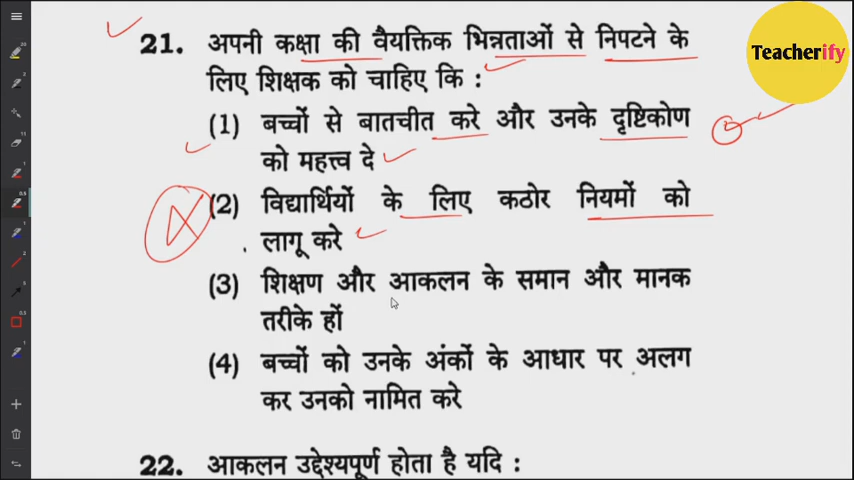 Teacherify
21. अपनी कक्षा की वैयक्तिक भिन्नताओं से निपटने के
लिए शिक्षक को चाहिए कि :
(1) बच्चों से बातचीत करे और उनके दृष्टिकोण
को महत्त्व दे
(2) विद्यार्थियों के लिए कठोर नियमों को
लागू करे
(3) शिक्षण और आकलन के समान और मानक
तरीके हों
(4) बच्चों को उनके अंकों के आधार पर अलग
कर उनको नामित करे
22. आकलन उद्देश्यपूर्ण होता है यदि :